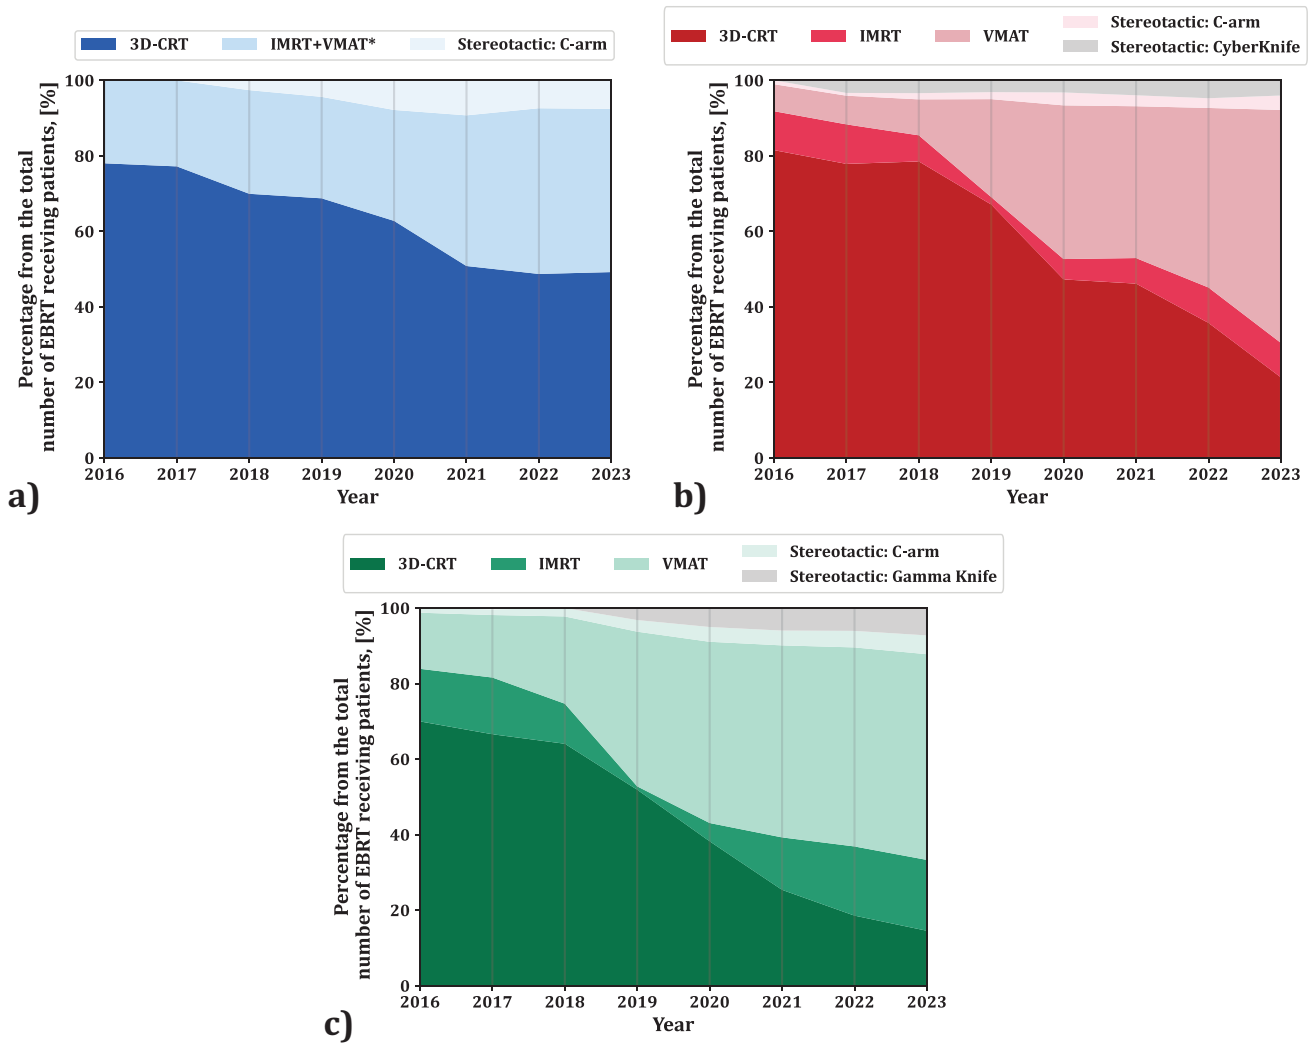 3D-CRT IMRT+VMAT* Stereotactic: C-arm
Percentage from the total
number of EBRT receiving patients, [%]
100
80
60
40
20
0
2016 2017 2018 2019 2020 2021 2022 2023
Year
a)
3D-CRT IMRT VMAT Stereotactic: C-arm
Stereotactic: CyberKnife
Percentage from the total
number of EBRT receiving patients, [%]
100
80
60
40
20
0
2016 2017 2018 2019 2020 2021 2022 2023
Year
b)
3D-CRT IMRT VMAT Stereotactic: C-arm
Stereotactic: Gamma Knife
Percentage from the total
number of EBRT receiving patients, [%]
100
80
60
40
20
0
2016 2017 2018 2019 2020 2021 2022 2023
Year
c)